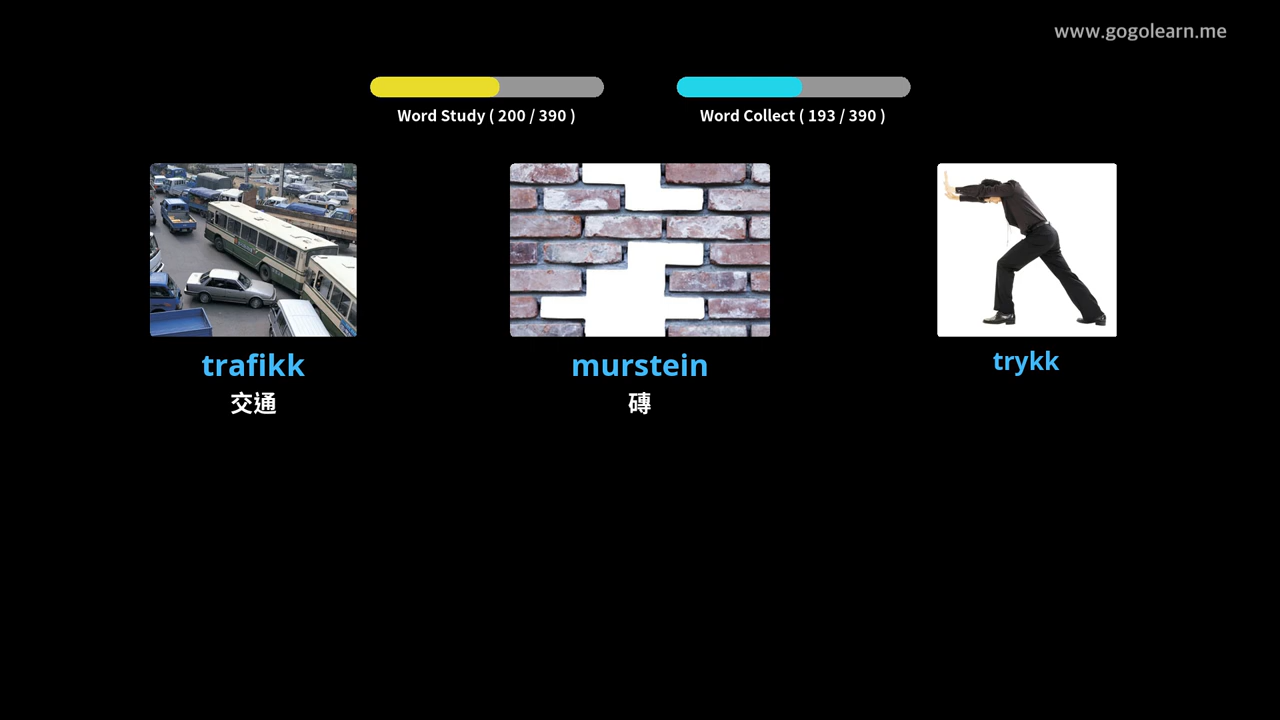 www.gogolearn.me
Word Study ( 200 / 390 )
Word Collect ( 193 / 390 )
trafikk
murstein
trykk
交通
磚